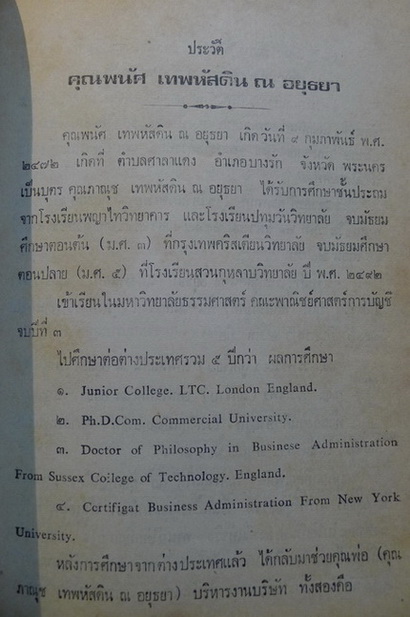 ประวัติ
คุณพนัศ เทพหัสดิน ณ อยุธยา
คุณพนัศ เทพหัสดิน ณ อยุธยา เกิดวันที่ ๙ กุมภาพันธ์ พ.ศ.
๒๔๗๒ เกิดที่ ตำบลศาลาแดง อำเภอบางรัก จังหวัด พระนคร
เป็นบุตร คุณภาณุช เทพหัสดิน ณ อยุธยา ได้รับการศึกษาชั้นประถม
จากโรงเรียนพญาไทวิทยาคาร และโรงเรียนปทุมวันวิทยาลัย จบมัธยม
ศึกษาตอนต้น (ม.ศ. ๓) ที่กรุงเทพคริสเตียนวิทยาลัย จบมัธยมศึกษา
ตอนปลาย (ม.ศ. ๕) ที่โรงเรียนสวนกุหลาบวิทยาลัย ปี พ.ศ. ๒๔๙๒
เข้าเรียนในมหาวิทยาลัยธรรมศาสตร์ คณะพาณิชย์ศาสตร์การบัญชี
จบปีที่ ๓
ไปศึกษาต่อต่างประเทศรวม ๕ ปีกว่า ผลการศึกษา
๑. Junior College. LTC. London England.
๒. Ph.D.Com. Commercial University.
๓. Doctor of Philosophy in Businese Administration
From Sussex College of Technology. England.
๔. Certifigat Business Administration From New York
University.
หลังการศึกษาจากต่างประเทศแล้ว ได้กลับมาช่วยคุณพ่อ (คุณ
ภาณุช เทพหัสดิน ณ อยุธยา) บริหารงานบริษัท ทั้งสองคือ